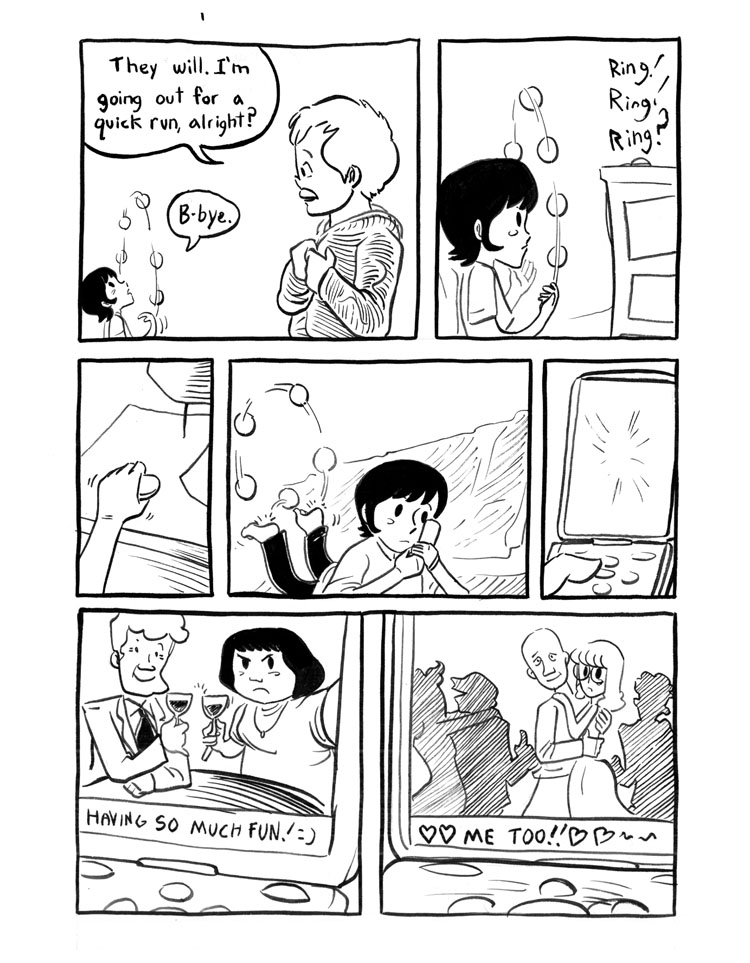 They will. I'm
going out for a
quick run, alright?
B-bye.
Ring!
Ring!
Ring?
HAVING SO MUCH FUN! =)
♡♡ ME TOO!! ♡♡~~